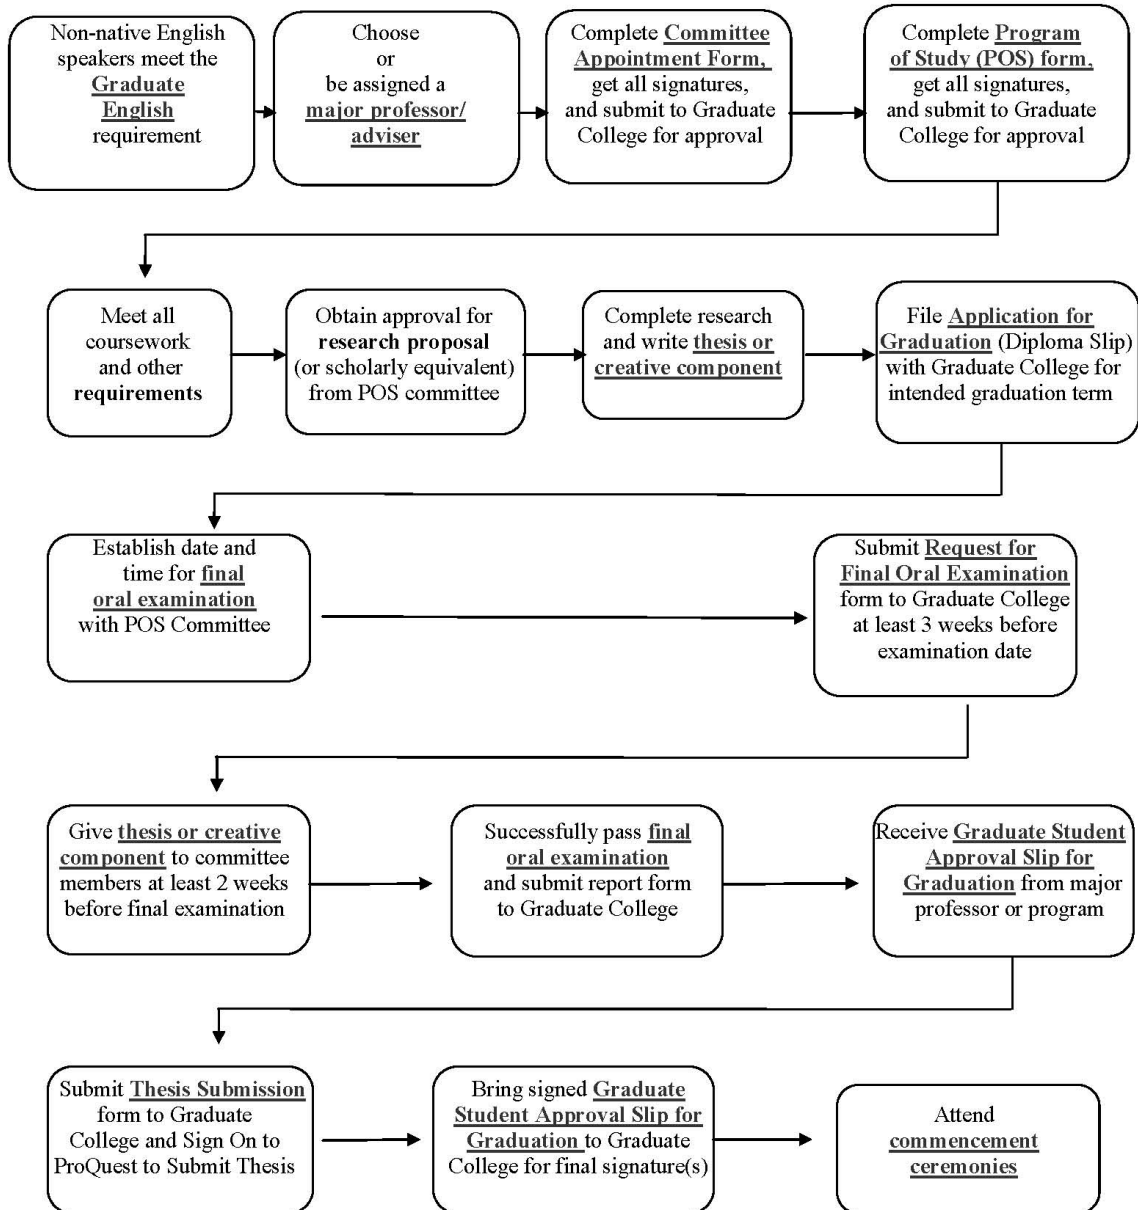 Non-native English
speakers meet the
Graduate
English
requirement
Choose
or
be assigned a
major professor/
adviser
Complete Committee
Appointment Form,
get all signatures,
and submit to Graduate
College for approval
Complete Program
of Study (POS) form,
get all signatures,
and submit to Graduate
College for approval
Meet all
coursework
and other
requirements
Obtain approval for
research proposal
(or scholarly equivalent)
from POS committee
Complete research
and write thesis or
creative component
File Application for
Graduation (Diploma Slip)
with Graduate College for
intended graduation term
Establish date and
time for final
oral examination
with POS Committee
Submit Request for
Final Oral Examination
form to Graduate College
at least 3 weeks before
examination date
Give thesis or creative
component to committee
members at least 2 weeks
before final examination
Successfully pass final
oral examination
and submit report form
to Graduate College
Receive Graduate Student
Approval Slip for
Graduation from major
professor or program
Submit Thesis Submission
form to Graduate
College and Sign On to
ProQuest to Submit Thesis
Bring signed Graduate
Student Approval Slip for
Graduation to Graduate
College for final signature(s)
Attend
commencement
ceremonies